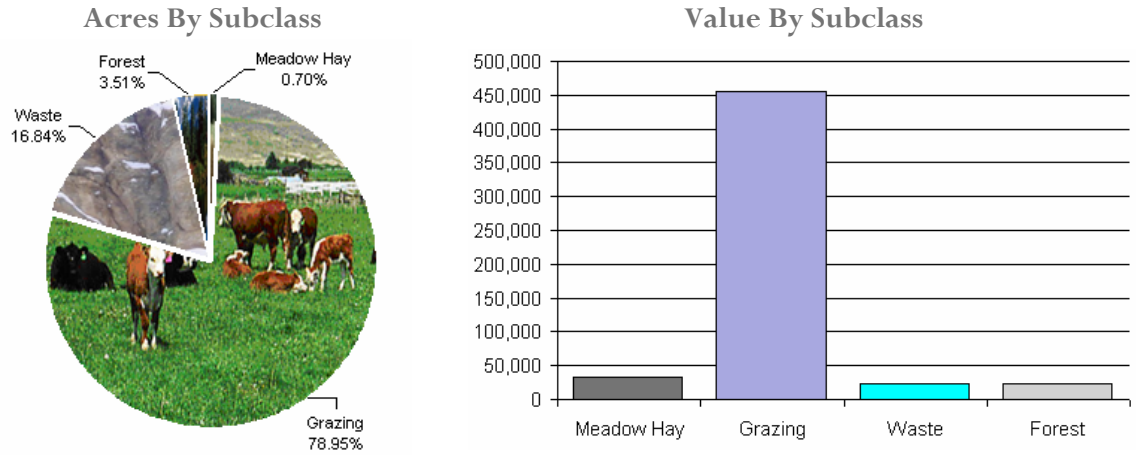 Acres By Subclass
Forest
3.51%
Meadow Hay
0.70%
Waste
16.84%
Grazing
78.95%
Value By Subclass
500,000
450,000
400,000
350,000
300,000
250,000
200,000
150,000
100,000
50,000
0
Meadow Hay
Grazing
Waste
Forest